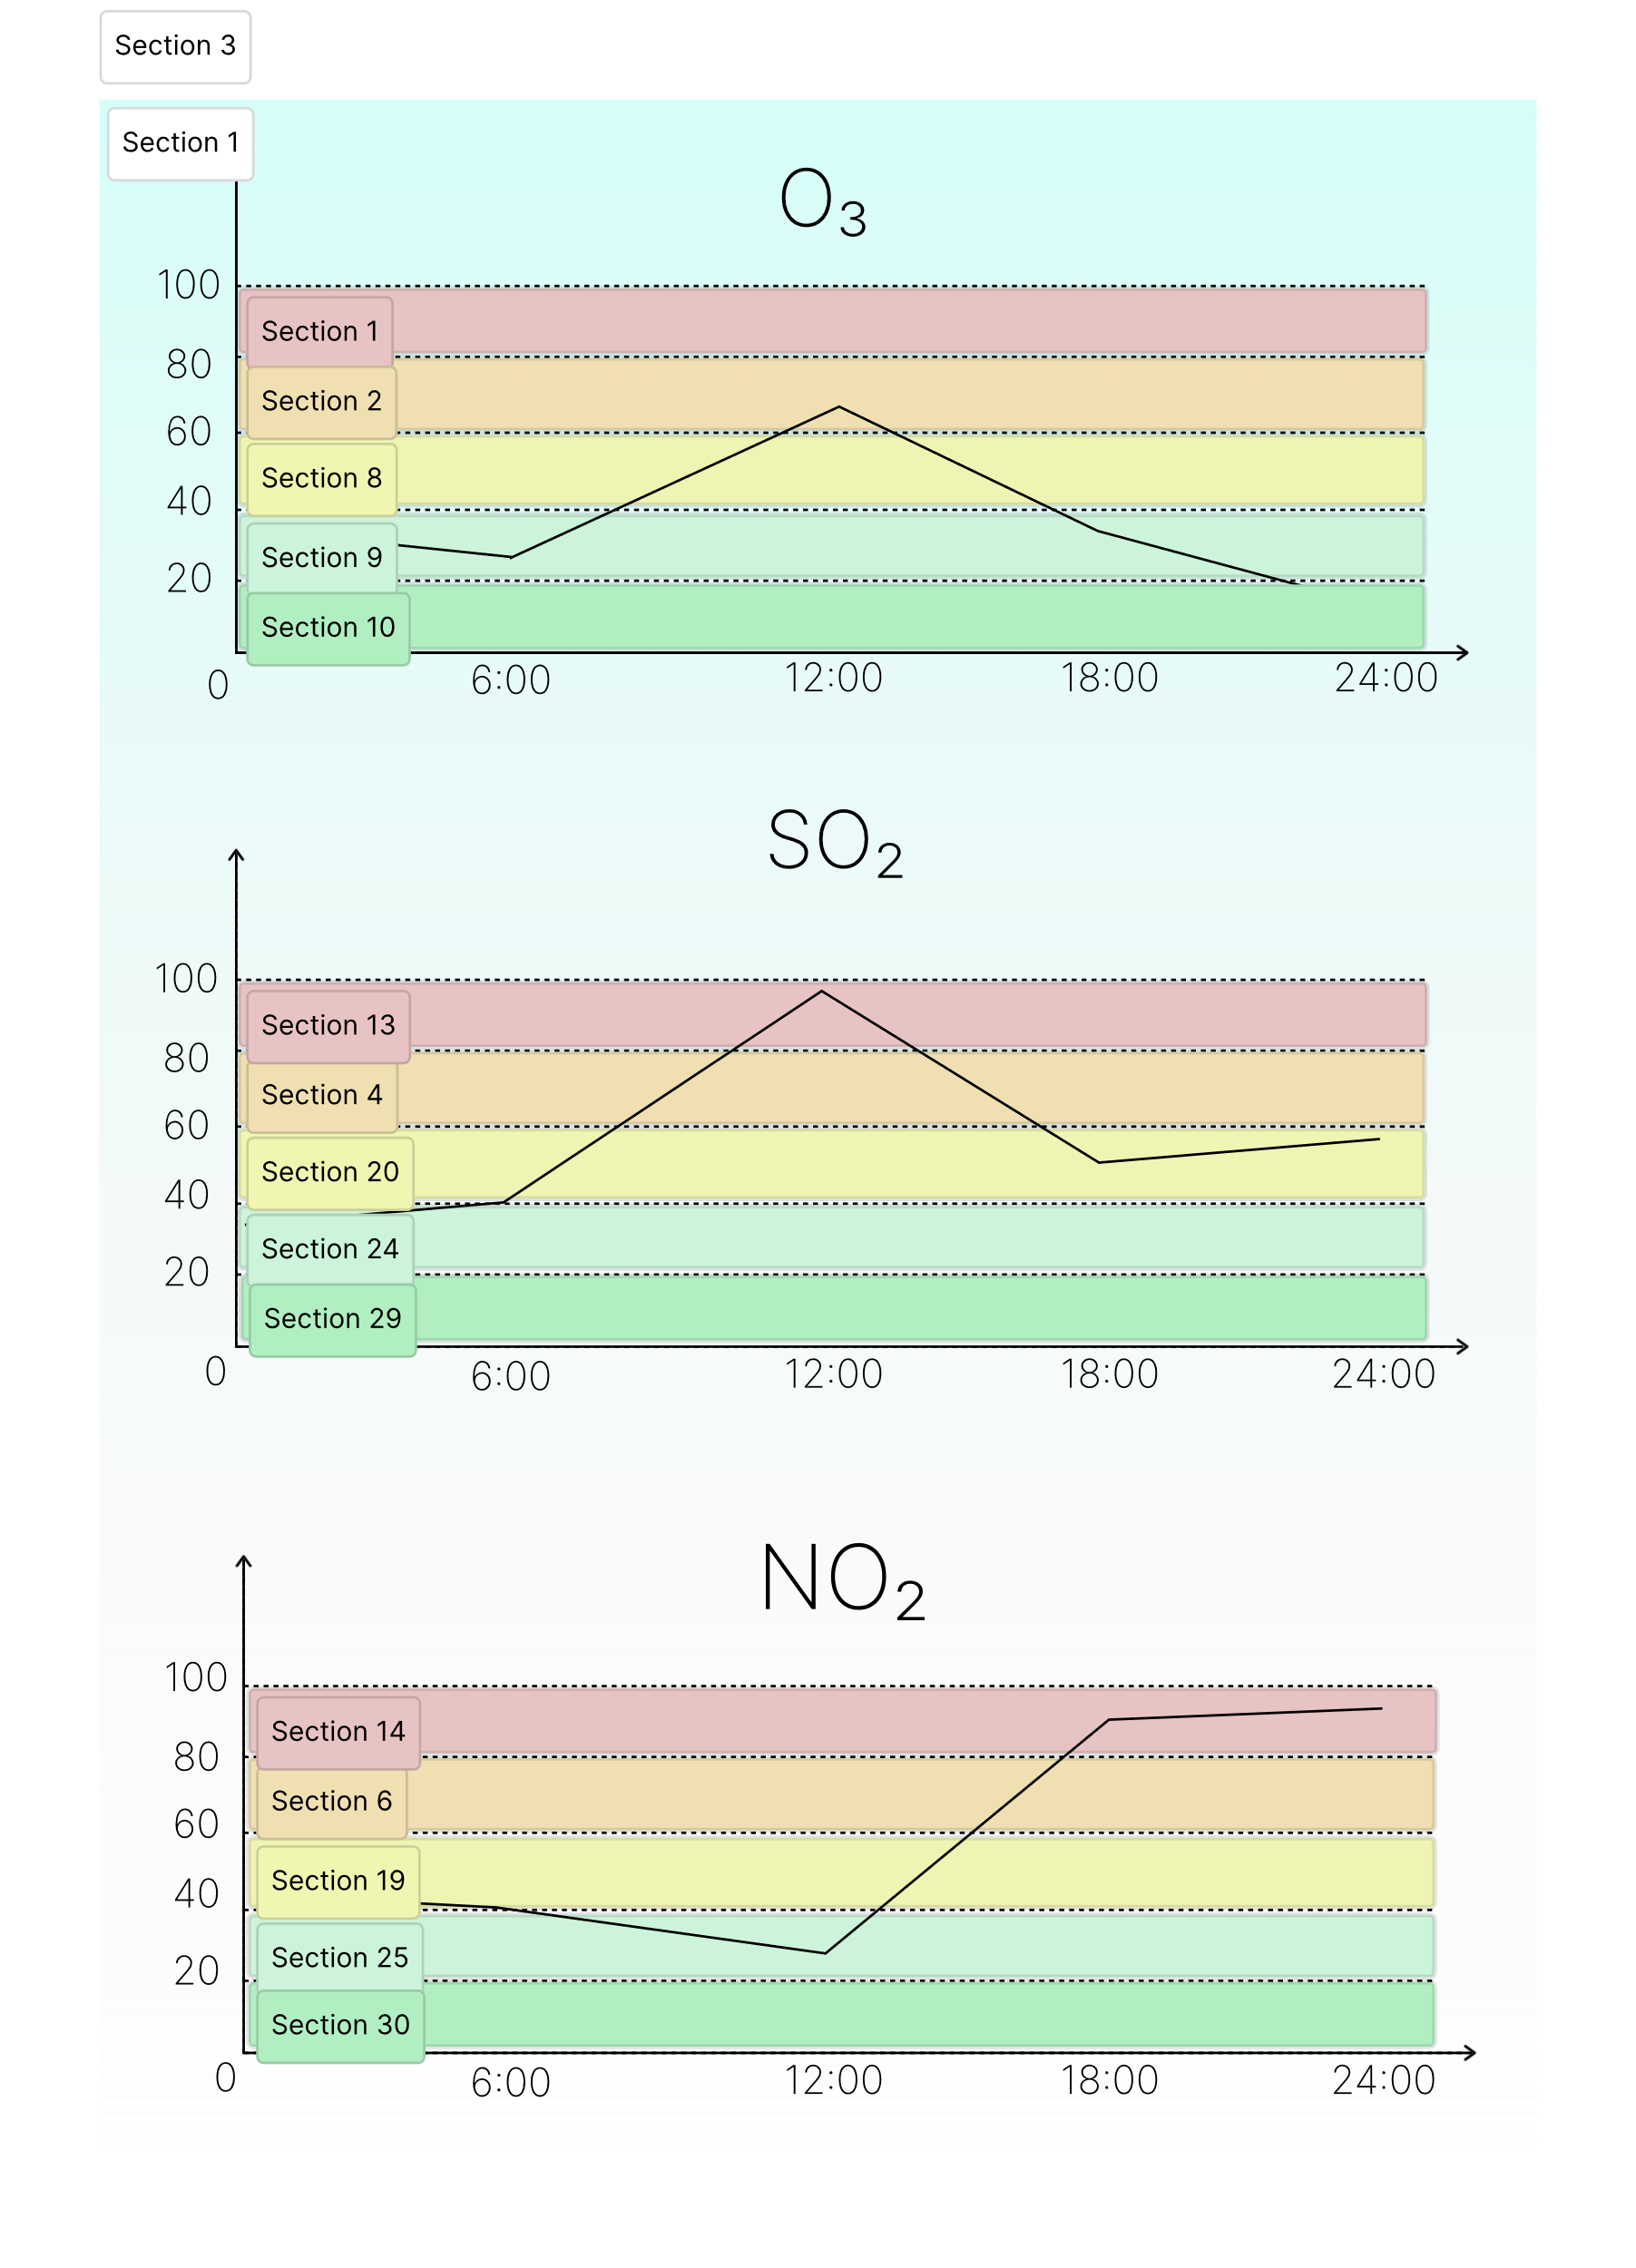 Section 3
Section 1
O₃
100
Section 1
80
Section 2
60
Section 8
40
Section 9
20
Section 10
0 6:00 12:00 18:00 24:00
SO₂
100
Section 13
80
Section 4
60
Section 20
40
Section 24
20
Section 29
0 6:00 12:00 18:00 24:00
NO₂
100
Section 14
80
Section 6
60
Section 19
40
Section 25
20
Section 30
0 6:00 12:00 18:00 24:00